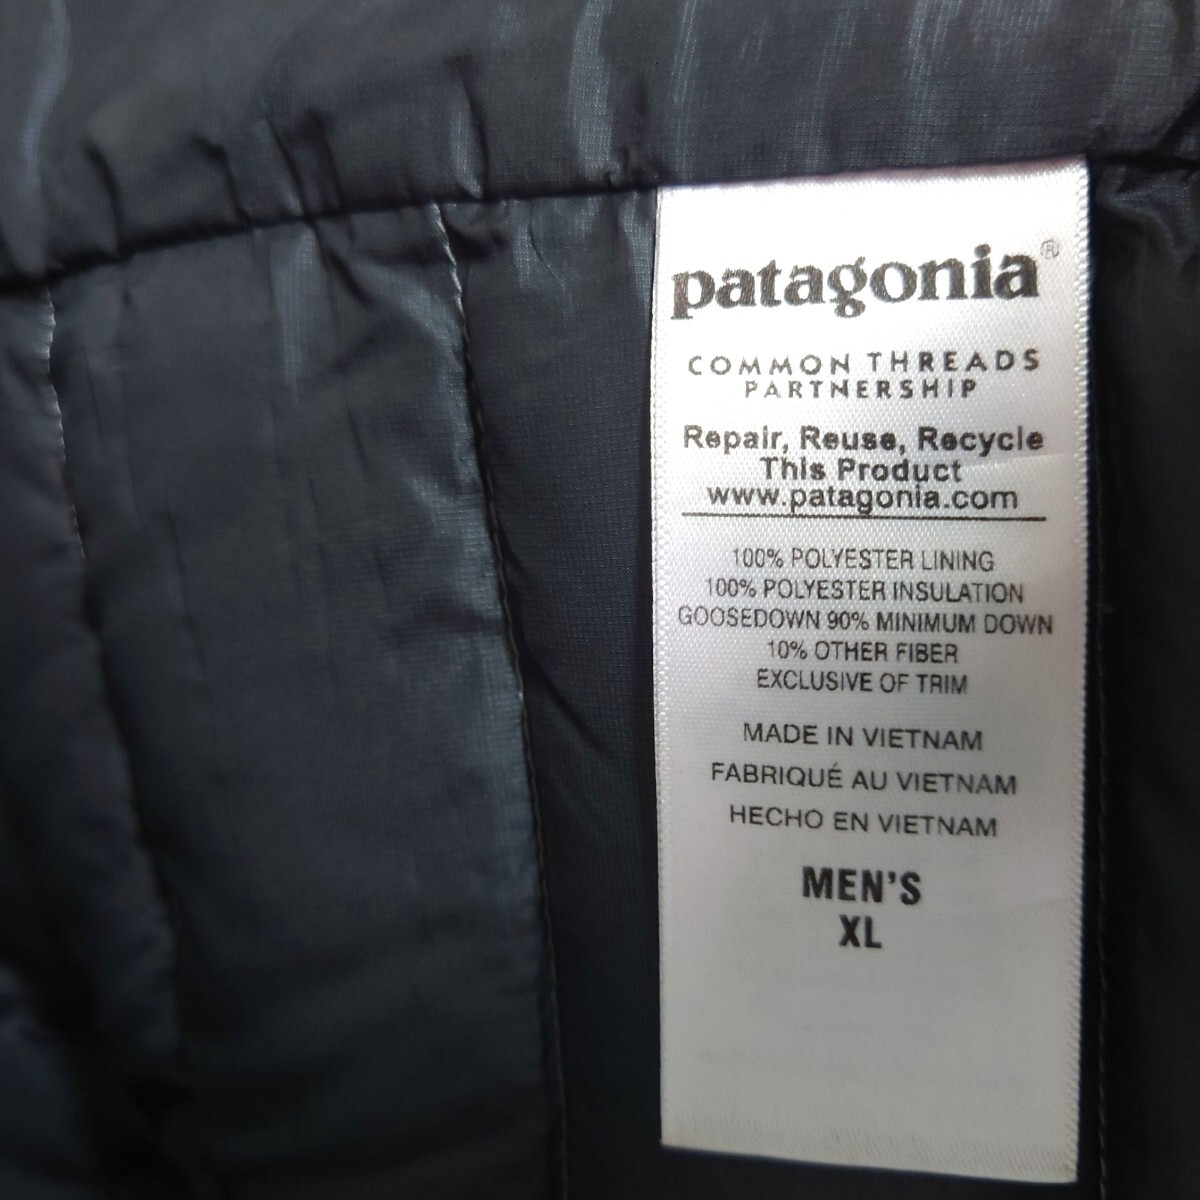 patagonia®
COMMON THREADS
PARTNERSHIP
Repair, Reuse, Recycle
This Product
www.patagonia.com
100% POLYESTER LINING
100% POLYESTER INSULATION
GOOSEDOWN 90% MINIMUM DOWN
10% OTHER FIBER
EXCLUSIVE OF TRIM
MADE IN VIETNAM
FABRIQUÉ AU VIETNAM
HECHO EN VIETNAM
MEN'S
XL